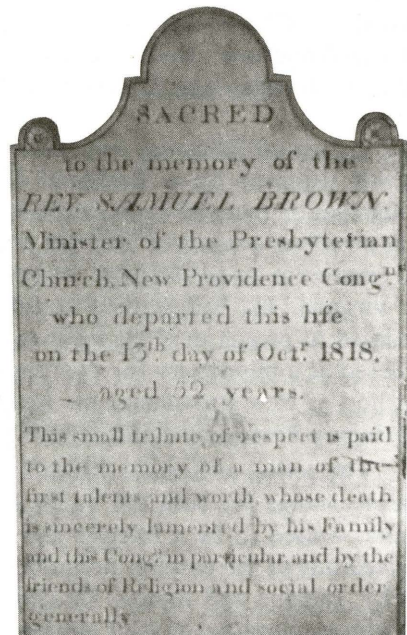 SACRED
to the memory of the
REV. SAMUEL BROWN.
Minister of the Presbyterian
Church, New Providence Congn.
who departed this life
on the 13th day of Octr. 1818,
aged 52 years.
This small tribute of respect is paid
to the memory of a man of the
first talents and worth, whose death
is sincerely lamented by his Family
and this Congn. in particular, and by the
friends of Religion and social order
generally.